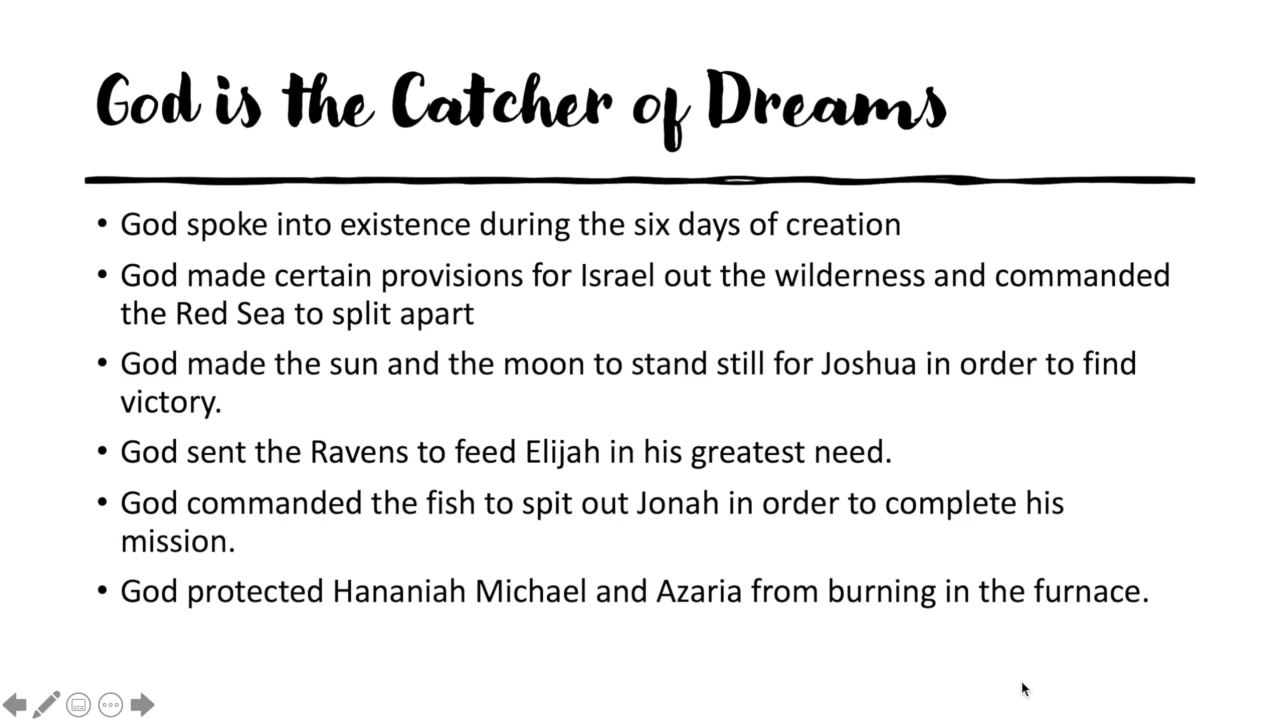 God is the Catcher of Dreams
• God spoke into existence during the six days of creation
• God made certain provisions for Israel out the wilderness and commanded
the Red Sea to split apart
• God made the sun and the moon to stand still for Joshua in order to find
victory.
• God sent the Ravens to feed Elijah in his greatest need.
• God commanded the fish to spit out Jonah in order to complete his
mission.
• God protected Hananiah Michael and Azaria from burning in the furnace.